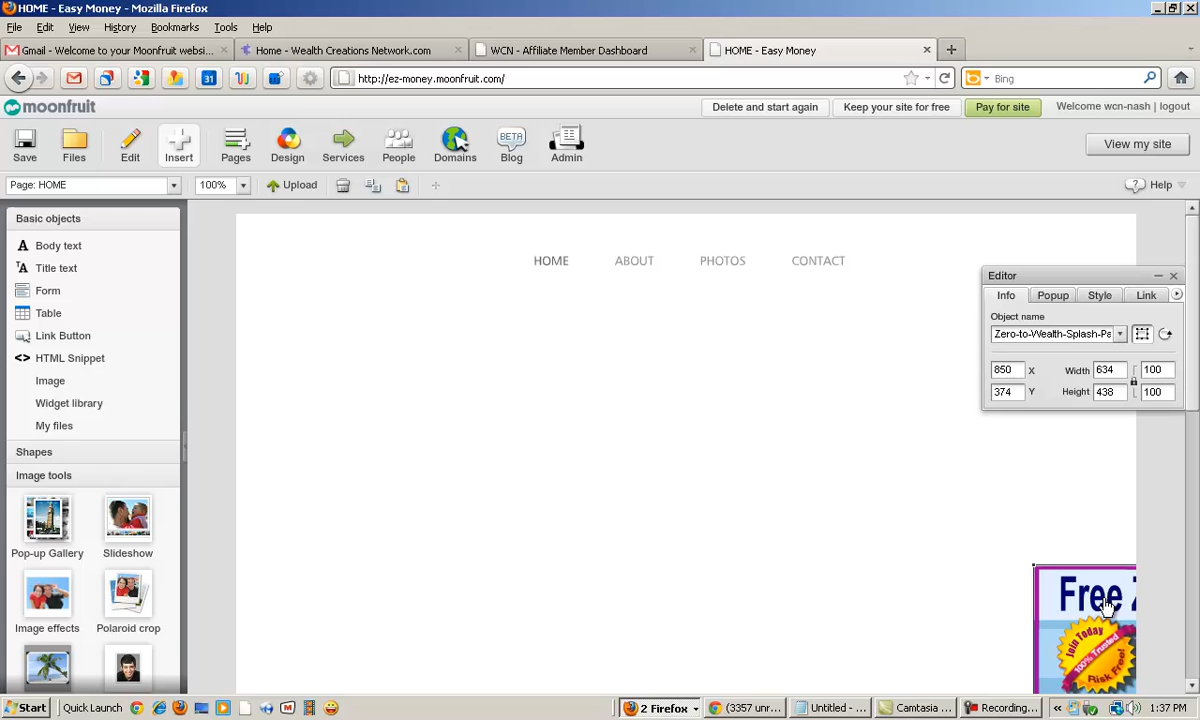 HOME - Easy Money - Mozilla Firefox
File Edit View History Bookmarks Tools Help
Gmail - Welcome to your Moonfruit websi... Home - Wealth Creations Network.com WCN - Affiliate Member Dashboard HOME - Easy Money
http://ez-money.moonfruit.com/ Bing
moonfruit Delete and start again Keep your site for free Pay for site Welcome wcn-nash | logout
BETA
Save Files Edit Insert Pages Design Services People Domains Blog Admin View my site
Page: HOME 100% Upload Help
Basic objects
Body text
Title text
Form
Table
Link Button
HTML Snippet
Image
Widget library
My files
Shapes
Image tools
Pop-up Gallery Slideshow
Image effects Polaroid crop
HOME ABOUT PHOTOS CONTACT
Editor
Info Popup Style Link
Object name
Zero-to-Wealth-Splash-Pa
850 X Width 634 100
374 Y Height 438 100
Free
Join Today
100% Trusted
Risk Free!
Start Quick Launch 2 Firefox (3357 unr... Untitled - ... Camtasia ... Recording... 1:37 PM